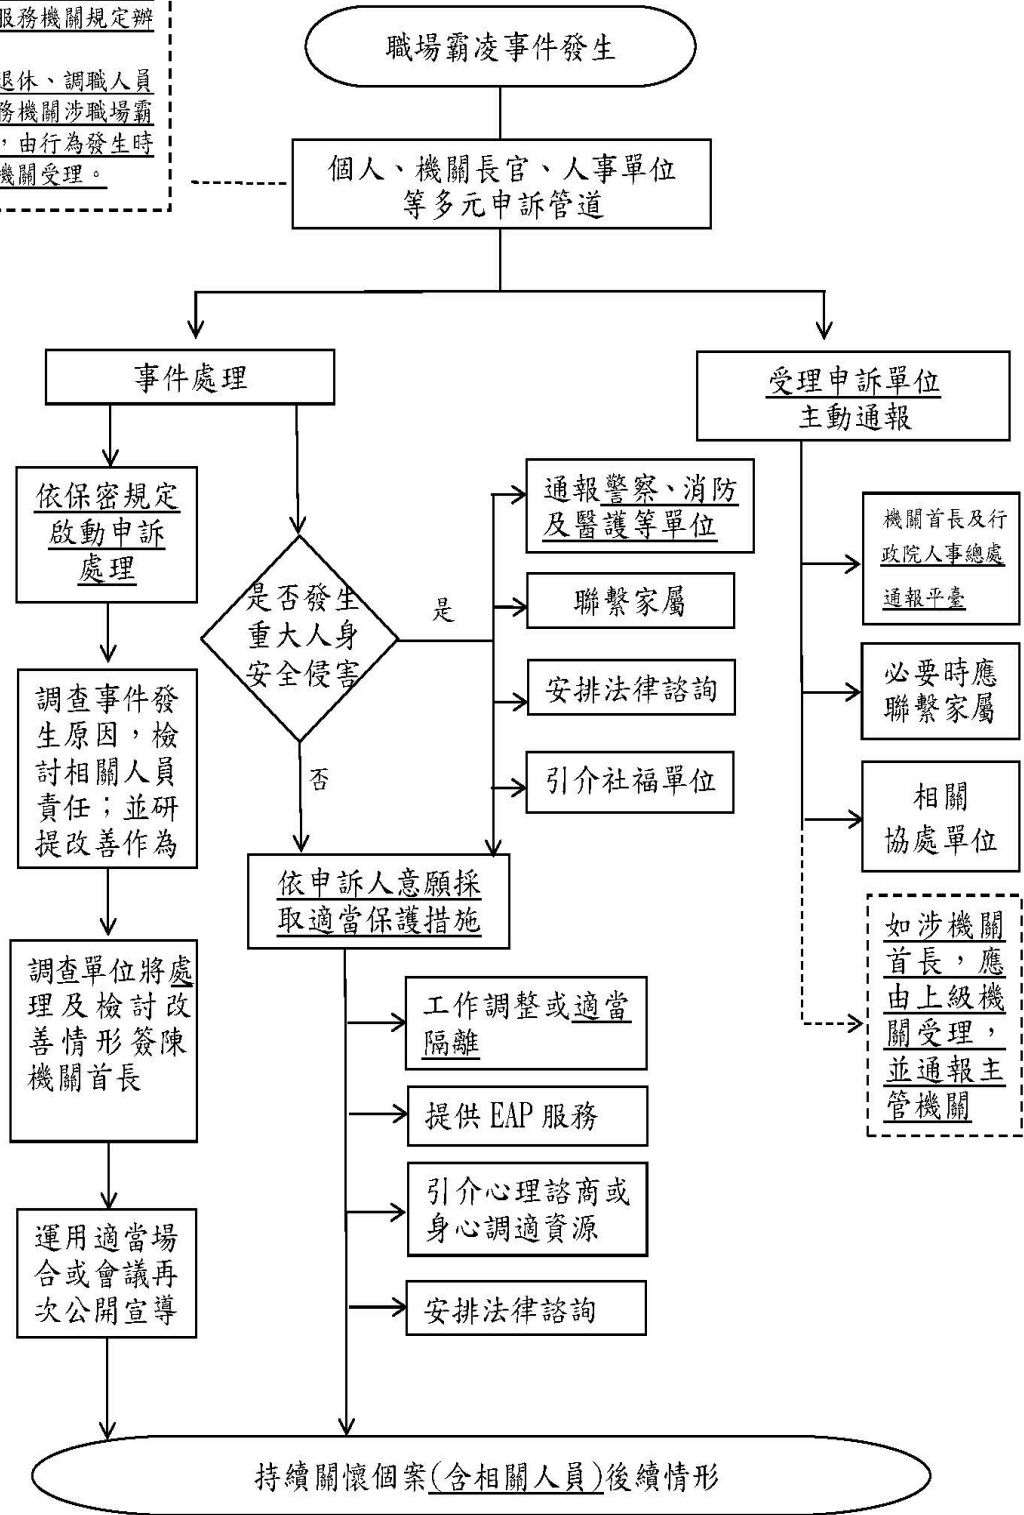 服務機關規定辦
退休、調職人員
務機關涉職場霸
，由行為發生時
機關受理。
職場霸凌事件發生
個人、機關長官、人事單位
等多元申訴管道
事件處理
受理申訴單位
主動通報
依保密規定
啟動申訴
處理
調查事件發
生原因，檢
討相關人員
責任；並研
提改善作為
調查單位將處
理及檢討改
善情形簽陳
機關首長
運用適當場
合或會議再
次公開宣導
是否發生
重大人身
安全侵害
是
否
通報警察、消防
及醫護等單位
聯繫家屬
安排法律諮詢
引介社福單位
依申訴人意願採
取適當保護措施
工作調整或適當
隔離
提供 EAP 服務
引介心理諮商或
身心調適資源
安排法律諮詢
機關首長及行
政院人事總處
通報平臺
必要時應
聯繫家屬
相關
協處單位
如涉機關
首長，應
由上級機
關受理，
並通報主
管機關
持續關懷個案(含相關人員)後續情形